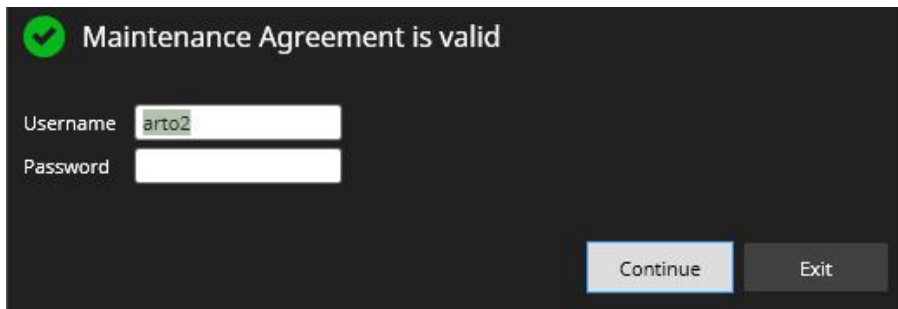 Maintenance Agreement is valid
Username arto2
Password
Continue Exit